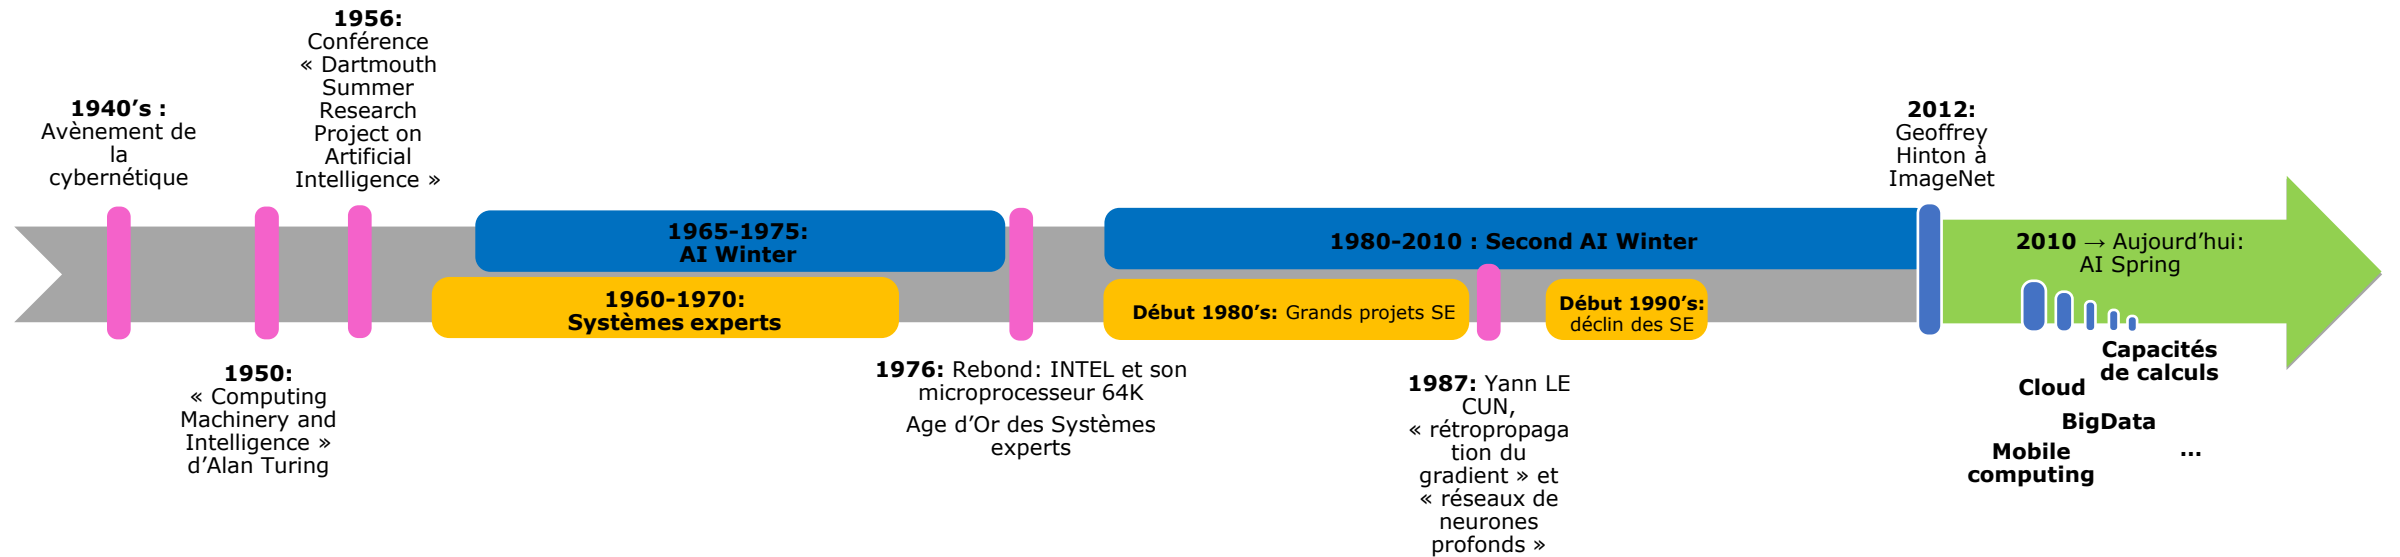 1940’s :
Avènement de
la
cybernétique
1950:
« Computing
Machinery and
Intelligence »
d’Alan Turing
1956:
Conférence
« Dartmouth
Summer
Research
Project on
Artificial
Intelligence »
1965-1975:
AI Winter
1960-1970:
Systèmes experts
1976: Rebond: INTEL et son
microprocesseur 64K
Age d’Or des Systèmes
experts
1980-2010 : Second AI Winter
Début 1980’s: Grands projets SE
1987: Yann LE
CUN,
« rétropropaga
tion du
gradient » et
« réseaux de
neurones
profonds »
Début 1990’s:
déclin des SE
2012:
Geoffrey
Hinton à
ImageNet
2010 → Aujourd’hui:
AI Spring
Capacités
de calculs
Cloud
BigData
Mobile
computing
...